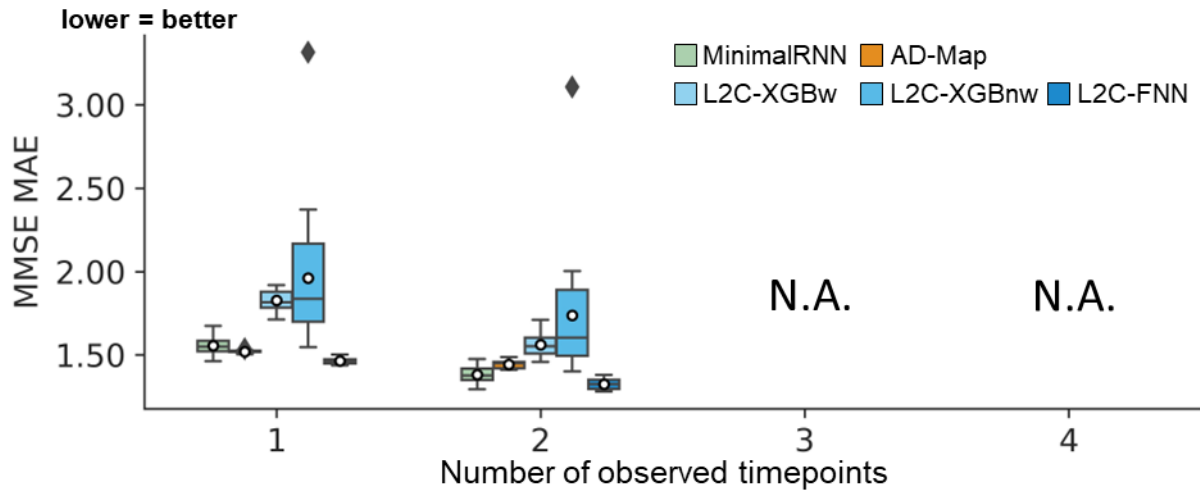 lower = better
MinimalRNN AD-Map
L2C-XGBw L2C-XGBnw L2C-FNN
MMSE MAE
3.00
2.50
2.00
1.50
N.A. N.A.
1 2 3 4
Number of observed timepoints